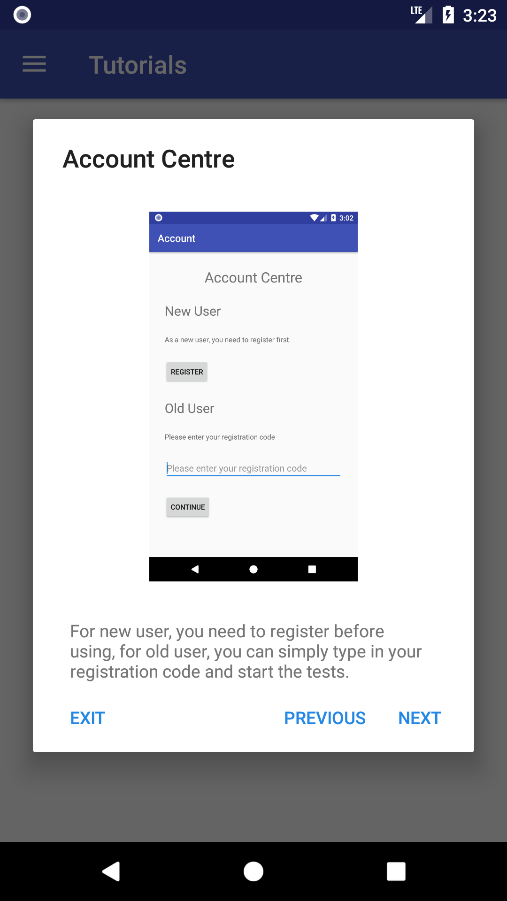 LTE 3:23
Tutorials
Account Centre
3:02
Account
Account Centre
New User
As a new user, you need to register first.
REGISTER
Old User
Please enter your registration code
Please enter your registration code
CONTINUE
For new user, you need to register before
using, for old user, you can simply type in your
registration code and start the tests.
EXIT PREVIOUS NEXT